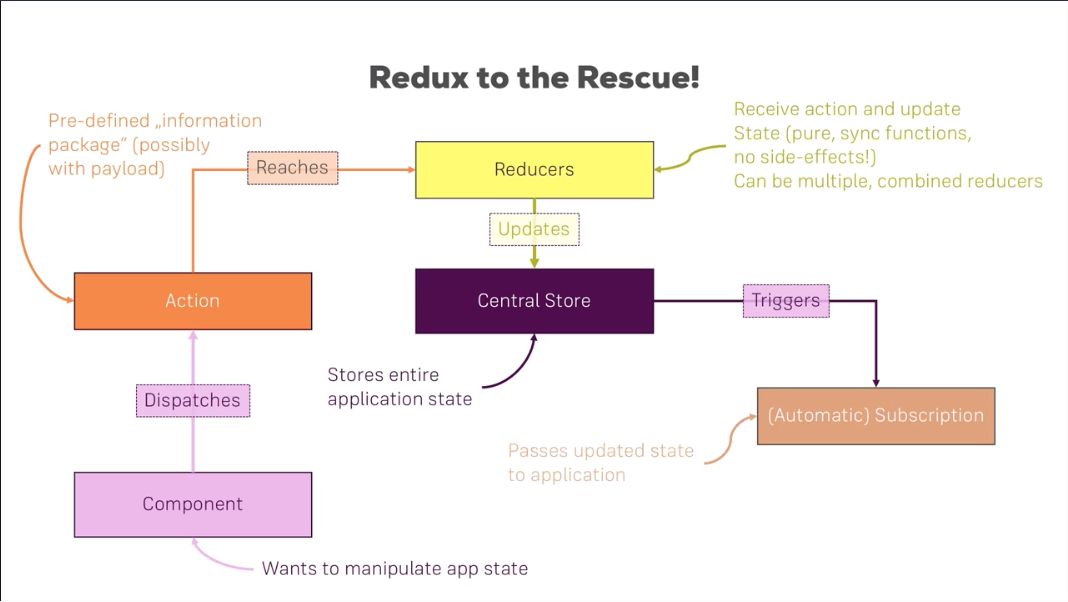 Redux to the Rescue!
Pre-defined „information
package“ (possibly
with payload)
Reaches
Reducers
Receive action and update
State (pure, sync functions,
no side-effects!)
Can be multiple, combined reducers
Updates
Action
Central Store
Triggers
Stores entire
application state
Dispatches
(Automatic) Subscription
Passes updated state
to application
Component
Wants to manipulate app state